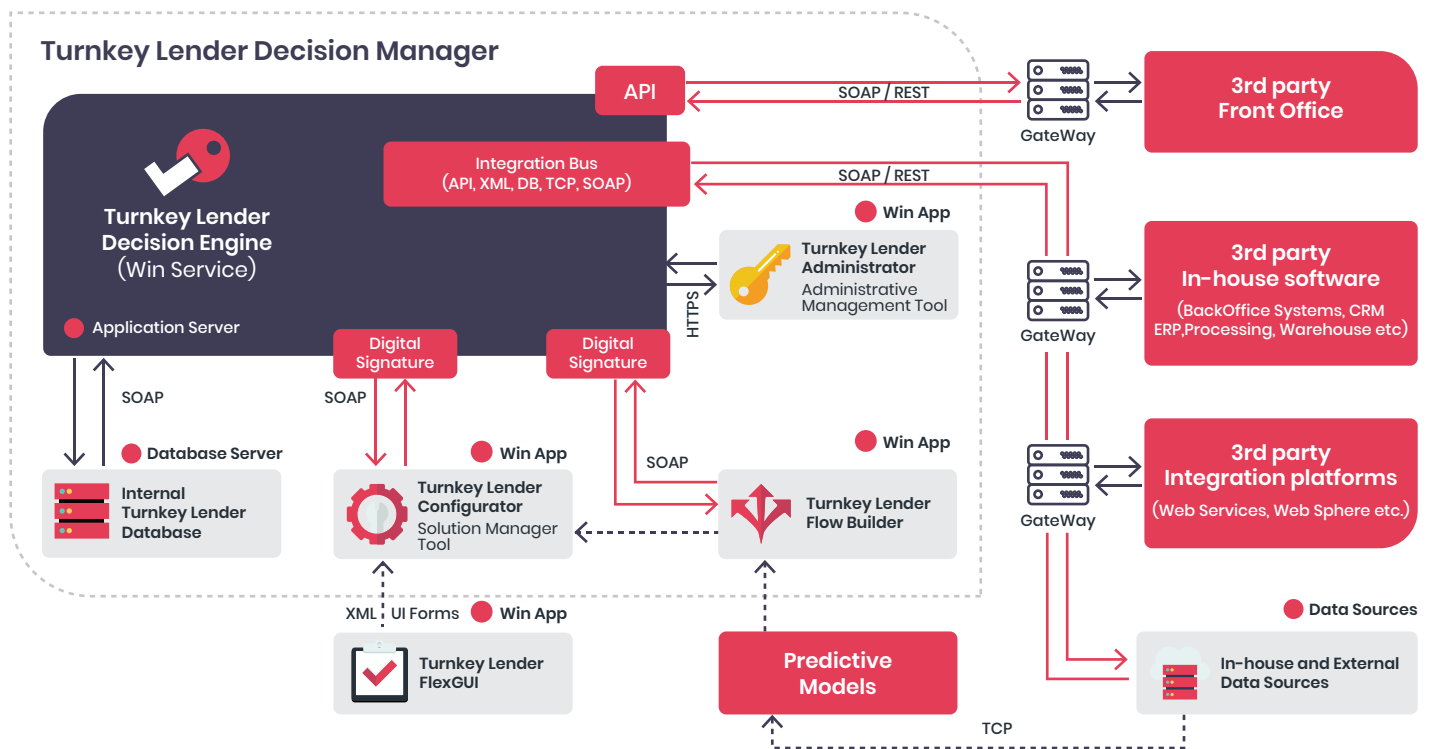 Turnkey Lender Decision Manager
API
SOAP / REST
GateWay
3rd party
Front Office
Integration Bus
(API, XML, DB, TCP, SOAP)
SOAP / REST
Turnkey Lender
Decision Engine
(Win Service)
Application Server
Win App
Turnkey Lender
Administrator
Administrative
Management Tool
HTTPS
GateWay
3rd party
In-house software
(BackOffice Systems, CRM
ERP,Processing, Warehouse etc)
Digital
Signature
Digital
Signature
SOAP
SOAP
SOAP
Database Server
Internal
Turnkey Lender
Database
Win App
Turnkey Lender
Configurator
Solution Manager
Tool
Win App
Turnkey Lender
Flow Builder
GateWay
3rd party
Integration platforms
(Web Services, Web Sphere etc.)
XML
UI Forms
Win App
Turnkey Lender
FlexGUI
Predictive
Models
Data Sources
In-house and External
Data Sources
TCP